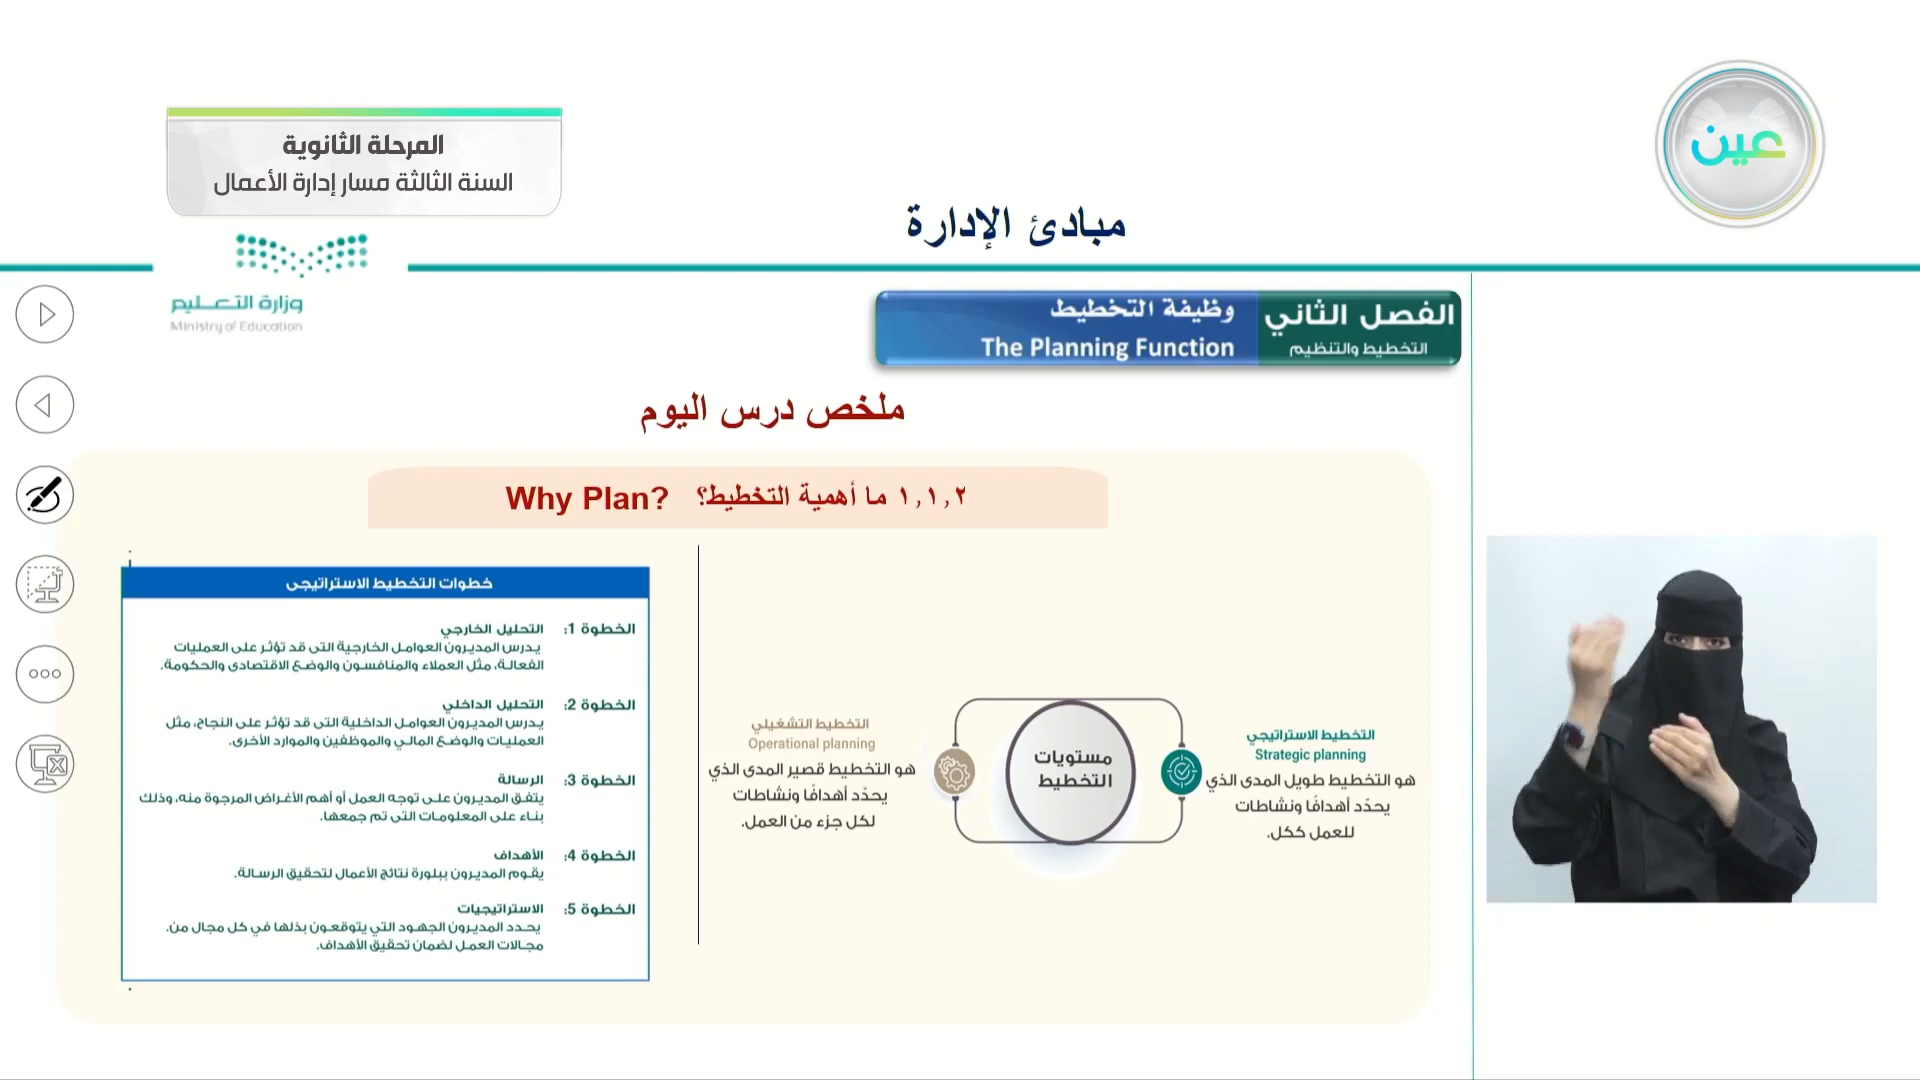 المرحلة الثانوية
السنة الثالثة مسار إدارة الأعمال
عين
مبادئ الإدارة
وزارة التعليم
Ministry of Education
الفصل الثاني
التخطيط والتنظيم
وظيفة التخطيط
The Planning Function
ملخص درس اليوم
١,١,٢ ما أهمية التخطيط؟ Why Plan?
مستويات
التخطيط
التخطيط الاستراتيجي
Strategic planning
هو التخطيط طويل المدى الذي
يحدّد أهدافًا ونشاطات
للعمل ككل.
التخطيط التشغيلي
Operational planning
هو التخطيط قصير المدى الذي
يحدّد أهدافًا ونشاطات
لكل جزء من العمل.
خطوات التخطيط الاستراتيجي
الخطوة 1: التحليل الخارجي
يدرس المديرون العوامل الخارجية التي قد تؤثر على العمليات
الفعالة، مثل العملاء والمنافسون والوضع الاقتصادي والحكومة.
الخطوة 2: التحليل الداخلي
يدرس المديرون العوامل الداخلية التي قد تؤثر على النجاح، مثل
العمليات والوضع المالي والموظفين والموارد الأخرى.
الخطوة 3: الرسالة
يتفق المديرون على توجه العمل أو أهم الأغراض المرجوة منه، وذلك
بناء على المعلومات التي تم جمعها.
الخطوة 4: الأهداف
يقوم المديرون ببلورة نتائج الأعمال لتحقيق الرسالة.
الخطوة 5: الاستراتيجيات
يحدد المديرون الجهود التي يتوقعون بذلها في كل مجال من.
مجالات العمل لضمان تحقيق الأهداف.